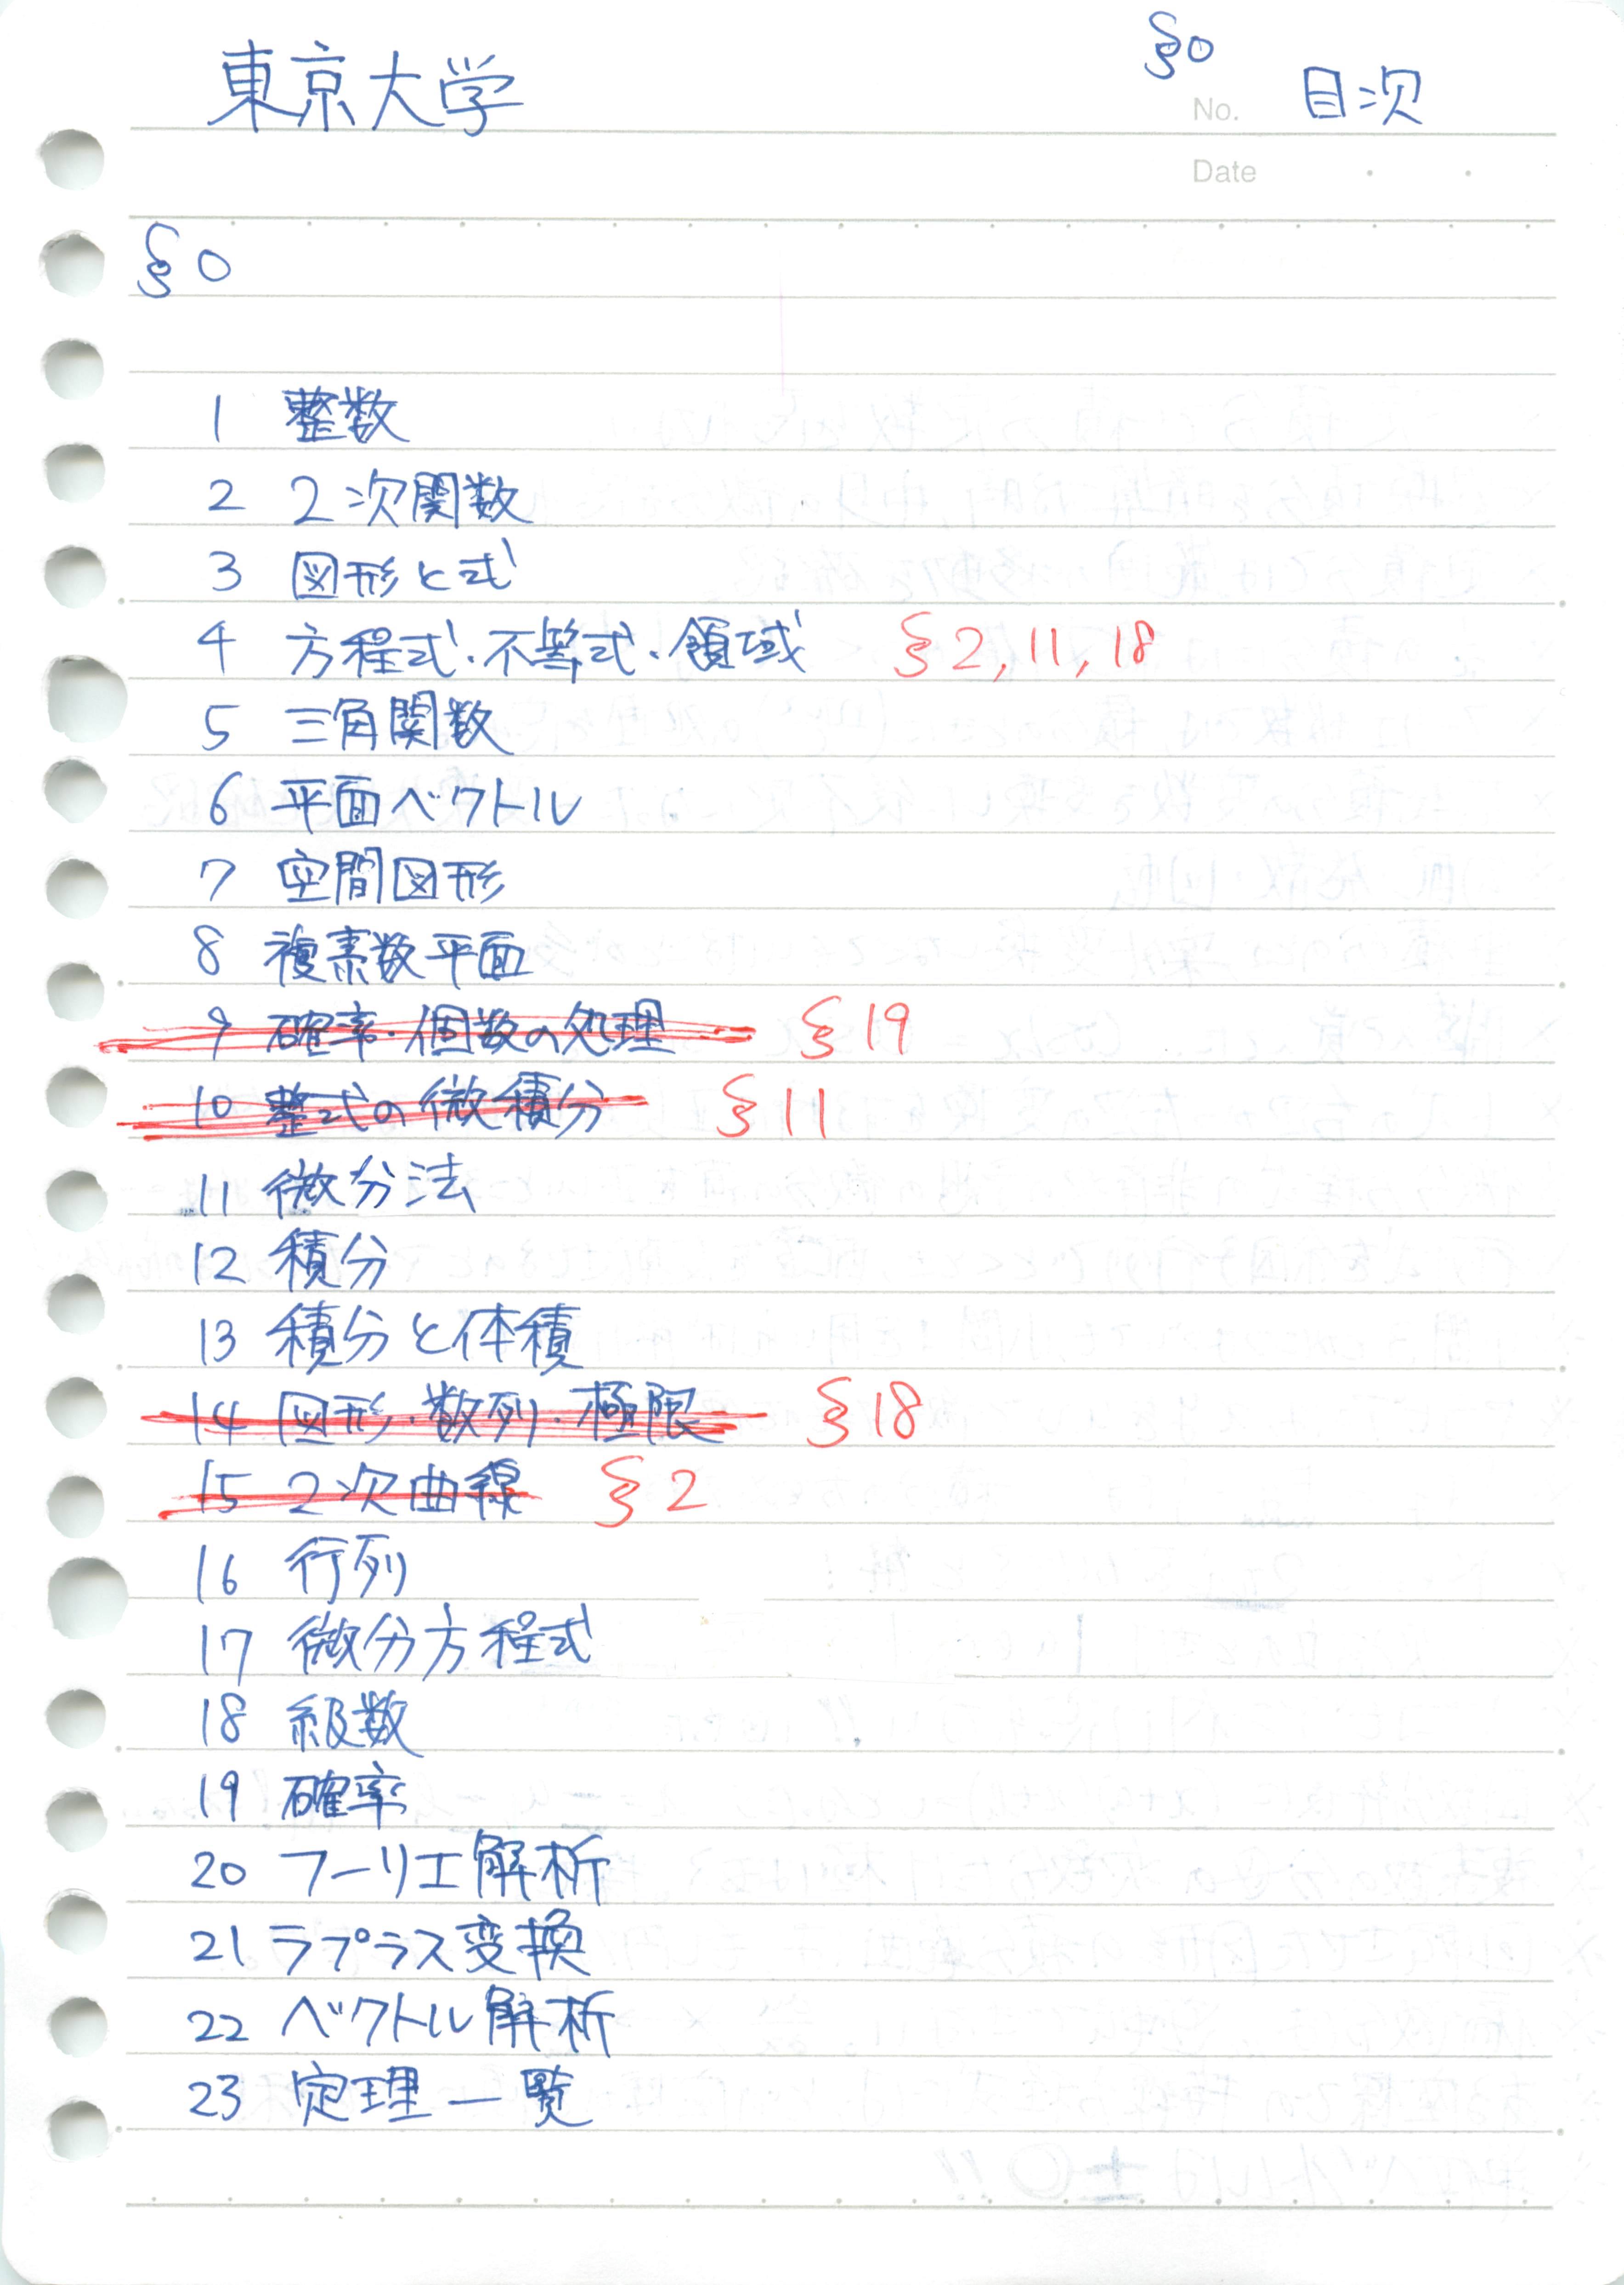 東京大学
§0
No. 目次
Date
§0
1 整数
2 2次関数
3 図形と式
4 方程式・不等式・領域 §2, 11, 18
5 三角関数
6 平面ベクトル
7 空間図形
8 複素数平面
9 確率・個数の処理 §19
10 整式の微積分 §11
11 微分法
12 積分
13 積分と体積
14 図形・数列・極限 §18
15 2次曲線 §2
16 行列
17 微分方程式
18 級数
19 確率
20 フーリエ解析
21 ラプラス変換
22 ベクトル解析
23 定理一覧